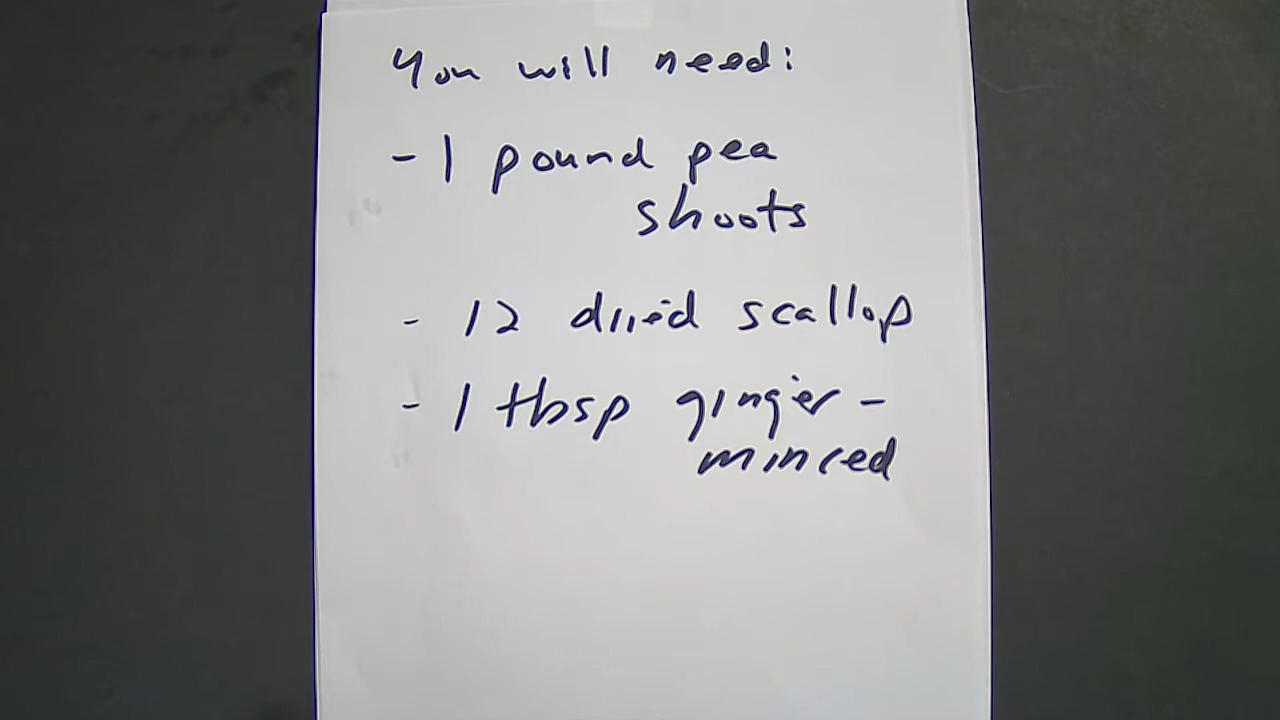 You will need:
- 1 pound pea
shoots
- 12 dried scallop
- 1 tbsp ginger -
minced